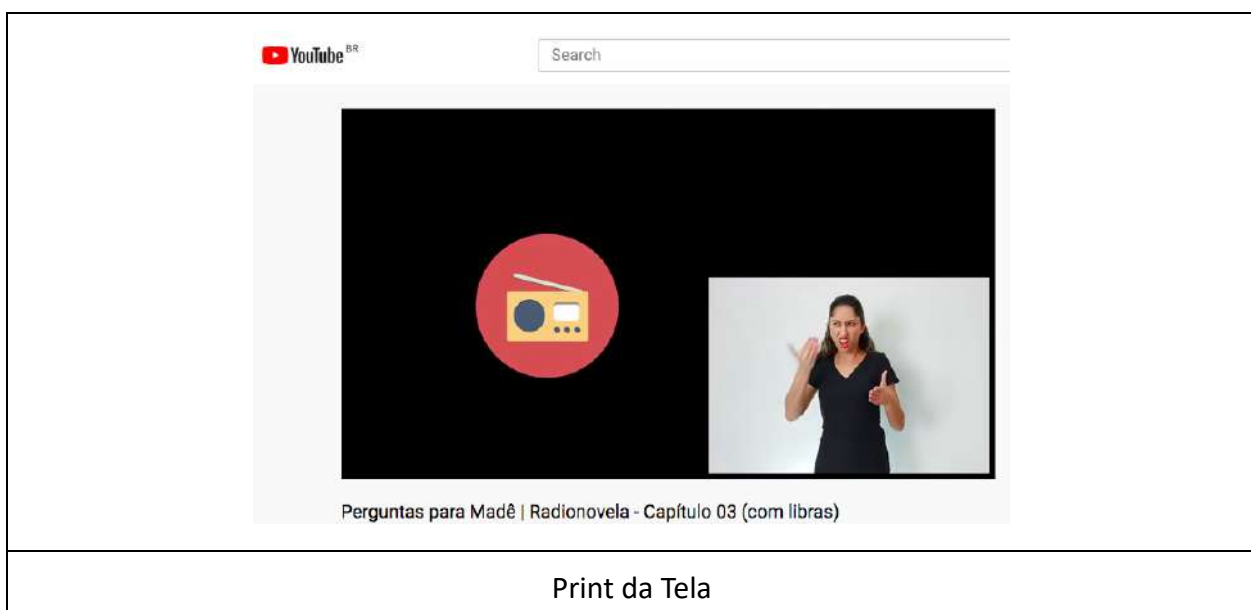 YouTube BR
Search
Perguntas para Madê | Radionovela - Capítulo 03 (com libras)
Print da Tela